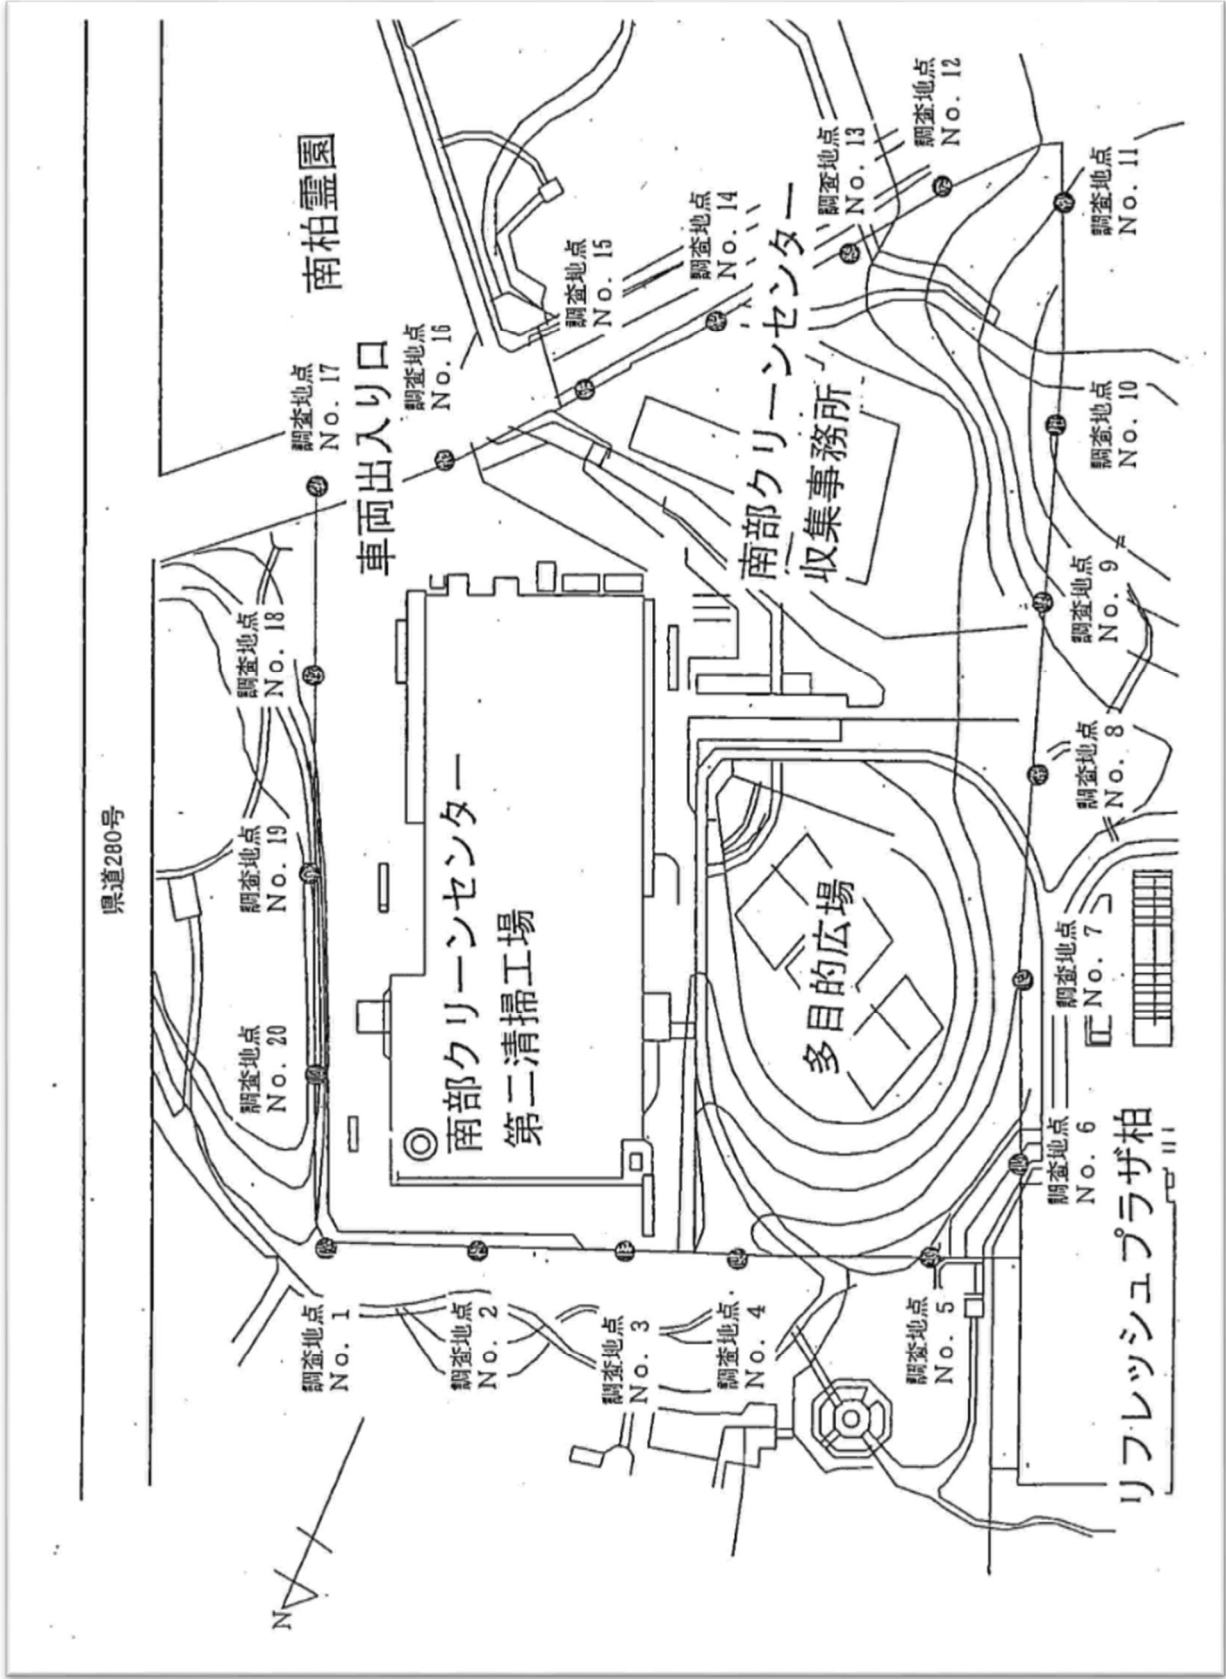 県道280号
南柏霊園
車両出入り口
調査地点
No. 17
調査地点
No. 16
調査地点
No. 15
調査地点
No. 14
調査地点
No. 13
調査地点
No. 12
調査地点
No. 11
調査地点
No. 10
調査地点
No. 9
調査地点
No. 8
調査地点
No. 7
調査地点
No. 6
調査地点
No. 5
調査地点
No. 4
調査地点
No. 3
調査地点
No. 2
調査地点
No. 1
調査地点
No. 20
調査地点
No. 19
調査地点
No. 18
南部クリーンセンター
第二清掃工場
南部クリーンセンター
収集事務所
多目的広場
リフレッシュプラザ柏
N